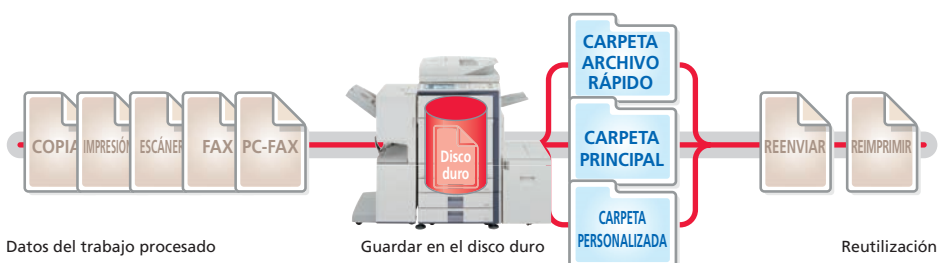 COPIA
IMPRESIÓN
ESCÁNER
FAX
PC-FAX
Disco
duro
CARPETA
ARCHIVO
RÁPIDO
CARPETA
PRINCIPAL
CARPETA
PERSONALIZADA
REENVIAR
REIMPRIMIR
Datos del trabajo procesado
Guardar en el disco duro
Reutilización